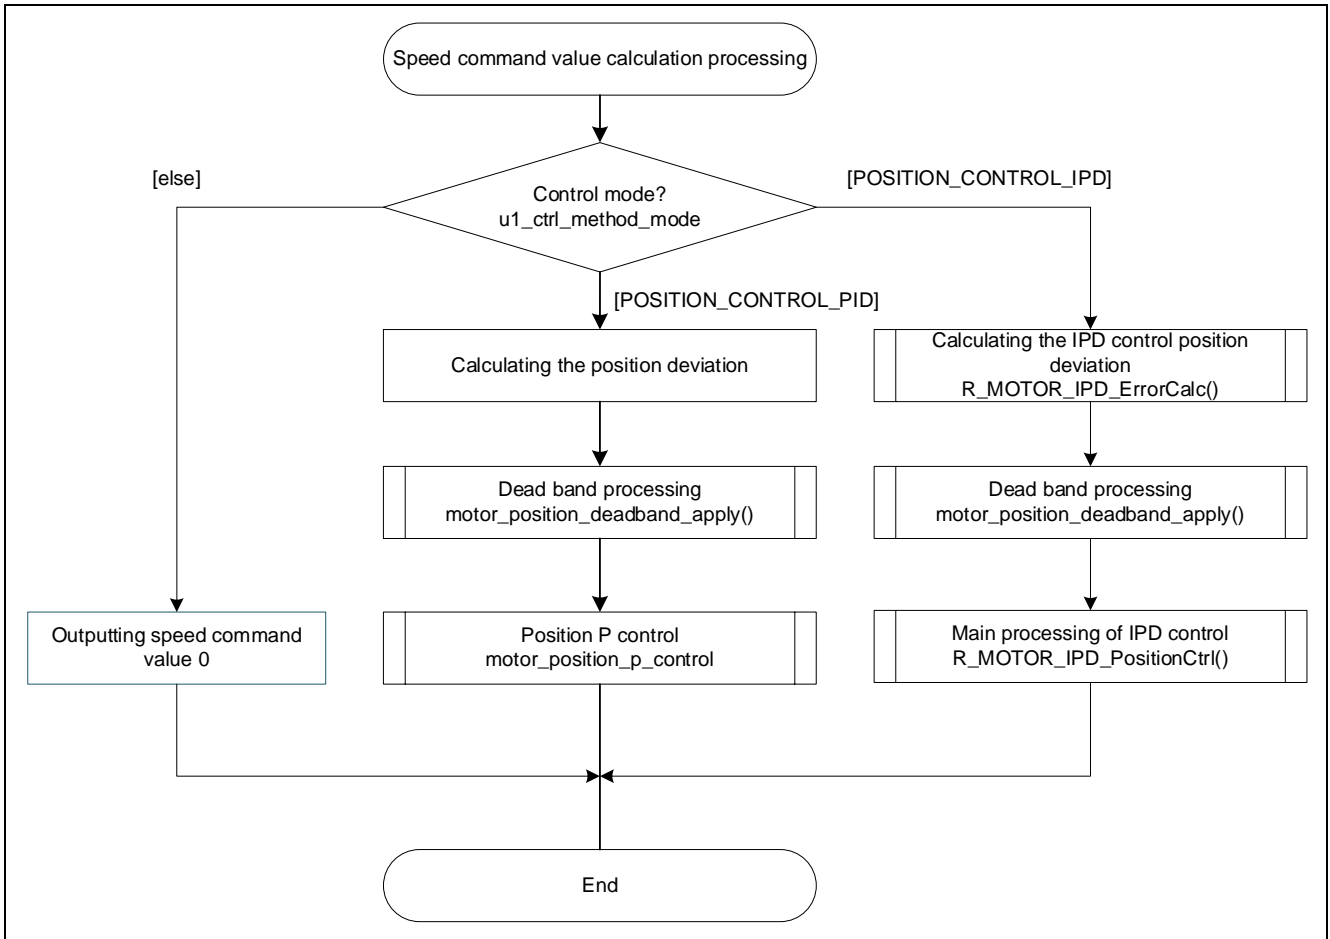 Speed command value calculation processing
[else]
[POSITION_CONTROL_IPD]
Control mode?
u1_ctrl_method_mode
[POSITION_CONTROL_PID]
Calculating the position deviation
Calculating the IPD control position
deviation
R_MOTOR_IPD_ErrorCalc()
Dead band processing
motor_position_deadband_apply()
Dead band processing
motor_position_deadband_apply()
Outputting speed command
value 0
Position P control
motor_position_p_control
Main processing of IPD control
R_MOTOR_IPD_PositionCtrl()
End